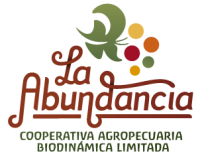 La
Abundancia
COOPERATIVA AGROPECUARIA
BIODINÁMICA LIMITADA